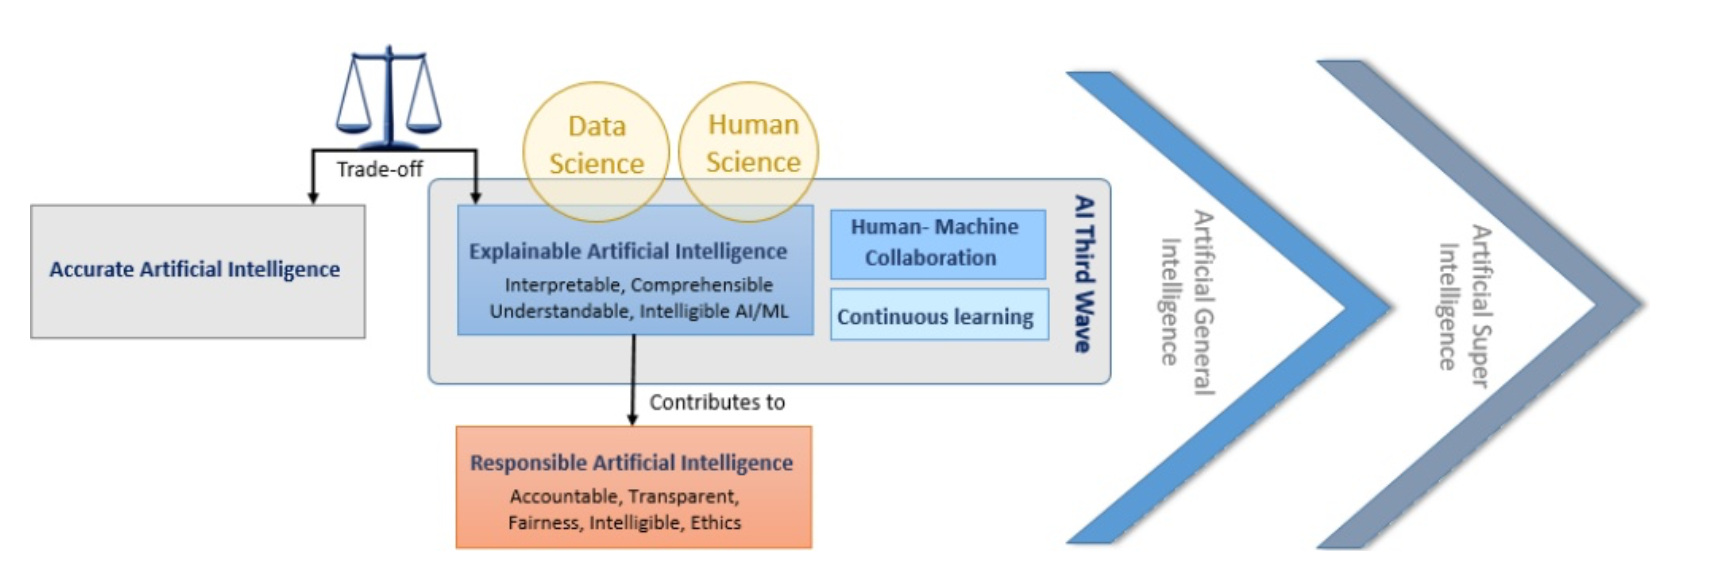 Trade-off
Data
Science
Human
Science
Accurate Artificial Intelligence
Explainable Artificial Intelligence
Interpretable, Comprehensible
Understandable, Intelligible AI/ML
Human- Machine
Collaboration
Continuous learning
AI Third Wave
Contributes to
Responsible Artificial Intelligence
Accountable, Transparent,
Fairness, Intelligible, Ethics
Artificial General
Intelligence
Artificial Super
Intelligence